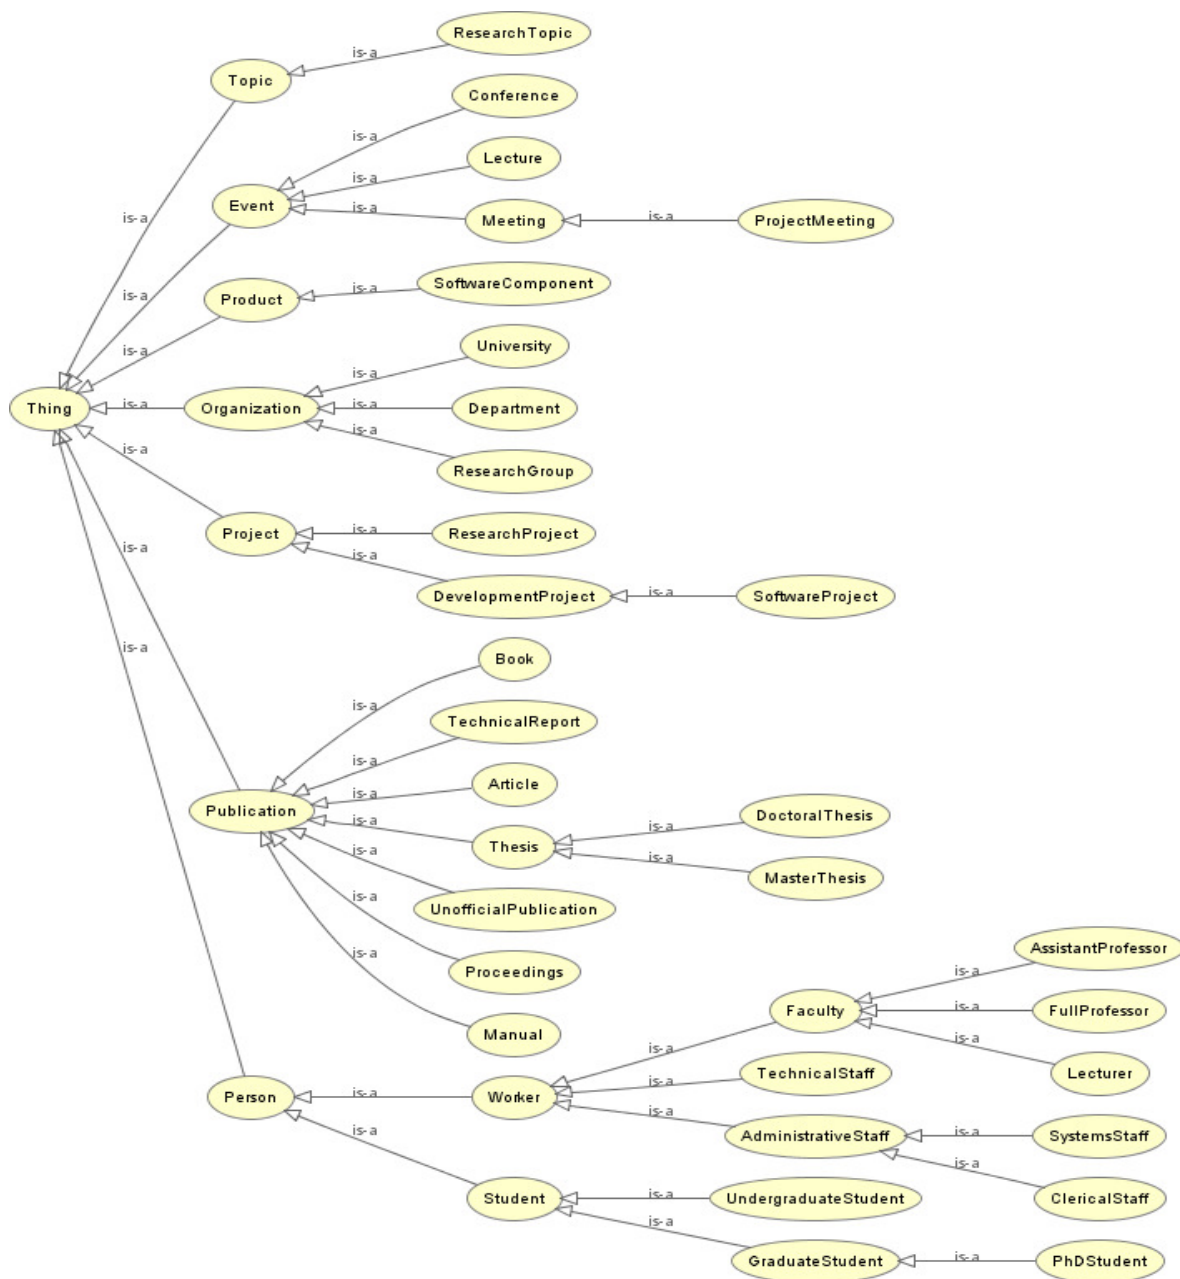 ResearchTopic
is-a
Topic
Conference
is-a
Lecture
is-a
Event
is-a
Meeting
is-a
ProjectMeeting
is-a
is-a
Product
is-a
SoftwareComponent
is-a
University
is-a
Thing
is-a
Organization
is-a
Department
is-a
ResearchGroup
is-a
Project
is-a
ResearchProject
is-a
DevelopmentProject
is-a
SoftwareProject
is-a
is-a
Book
is-a
TechnicalReport
is-a
Article
is-a
Publication
is-a
Thesis
is-a
DoctoralThesis
is-a
MasterThesis
is-a
UnofficialPublication
is-a
Proceedings
is-a
Manual
AssistantProfessor
is-a
Faculty
is-a
FullProfessor
is-a
Lecturer
is-a
TechnicalStaff
is-a
Person
is-a
Worker
is-a
AdministrativeStaff
is-a
SystemsStaff
is-a
ClericalStaff
is-a
Student
is-a
UndergraduateStudent
is-a
GraduateStudent
is-a
PhDStudent